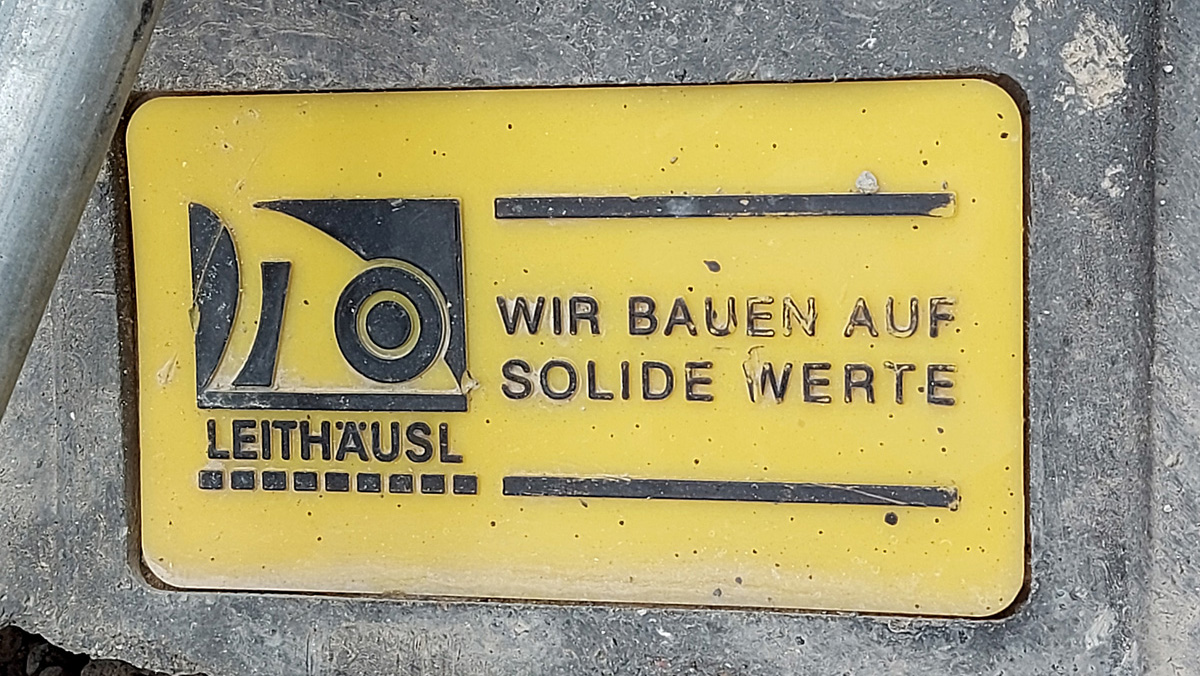 LEITHÄUSL
WIR BAUEN AUF
SOLIDE WERTE